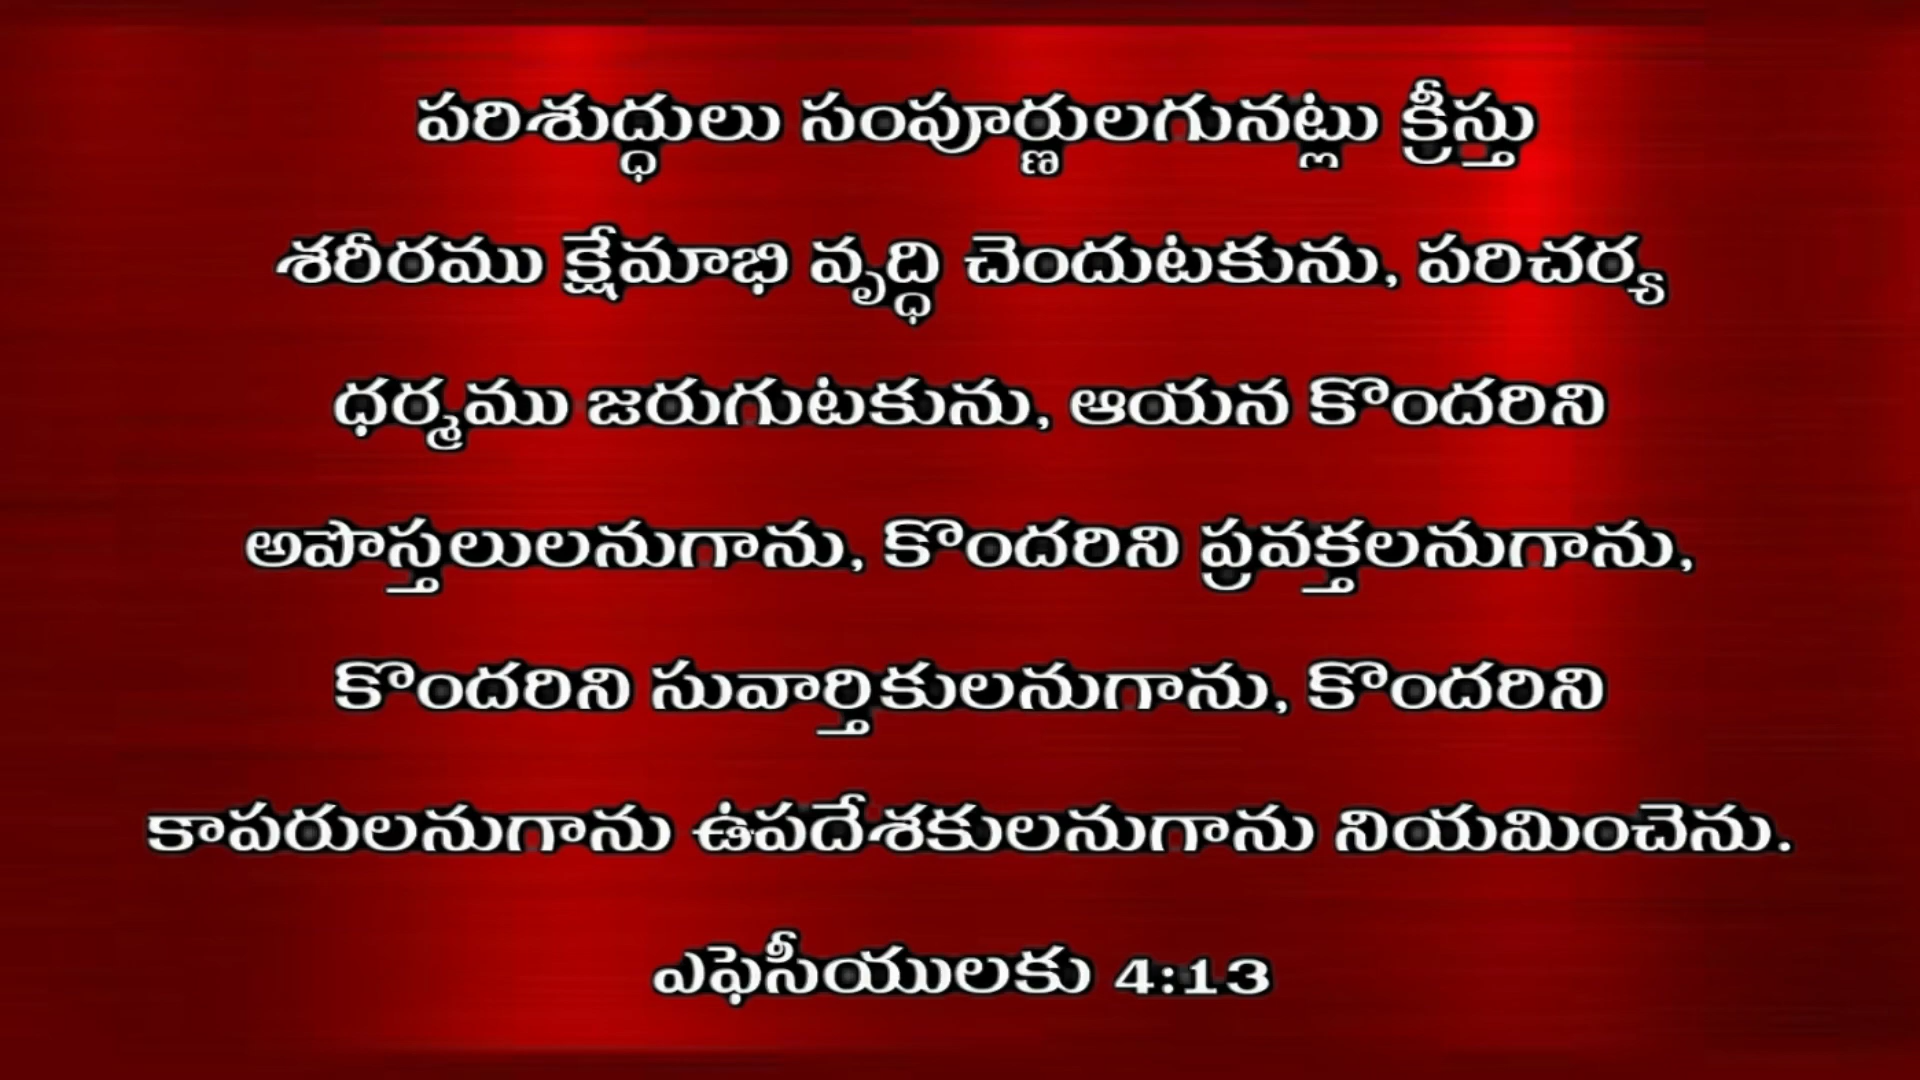 పరిశుద్ధులు సంపూర్ణులగునట్లు క్రీస్తు
శరీరము క్షేమాభి వృద్ధి చెందుటకును, పరిచర్య
ధర్మము జరుగుటకును, ఆయన కొందరిని
అపొస్తలులనుగాను, కొందరిని ప్రవక్తలనుగాను,
కొందరిని సువార్తికులనుగాను, కొందరిని
కాపరులనుగాను ఉపదేశకులనుగాను నియమించెను.
ఎఫెసీయులకు 4:13